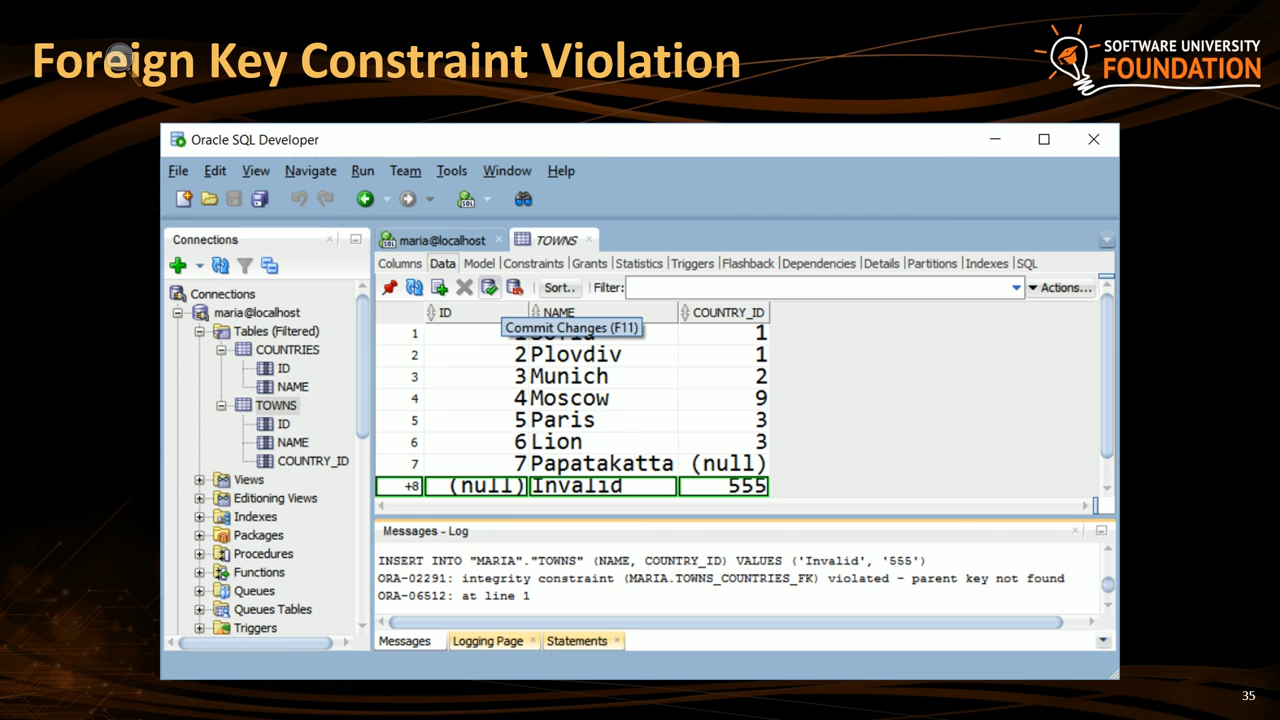 Foreign Key Constraint Violation
SOFTWARE UNIVERSITY
FOUNDATION
Oracle SQL Developer
File Edit View Navigate Run Team Tools Window Help
Connections
maria@localhost
TOWNS
Columns Data Model Constraints Grants Statistics Triggers Flashback Dependencies Details Partitions Indexes SQL
Sort.. Filter: Actions...
Connections
maria@localhost
Tables (Filtered)
COUNTRIES
ID
NAME
TOWNS
ID
NAME
COUNTRY_ID
Views
Editioning Views
Indexes
Packages
Procedures
Functions
Queues
Queues Tables
Triggers
ID NAME COUNTRY_ID
Commit Changes (F11)
1 1
2 2 Plovdiv 1
3 3 Munich 2
4 4 Moscow 9
5 5 Paris 3
6 6 Lion 3
7 7 Papatakatta (null)
+8 (null) Invalid 555
Messages - Log
INSERT INTO "MARIA"."TOWNS" (NAME, COUNTRY_ID) VALUES ('Invalid', '555')
ORA-02291: integrity constraint (MARIA.TOWNS_COUNTRIES_FK) violated - parent key not found
ORA-06512: at line 1
Messages Logging Page Statements
35